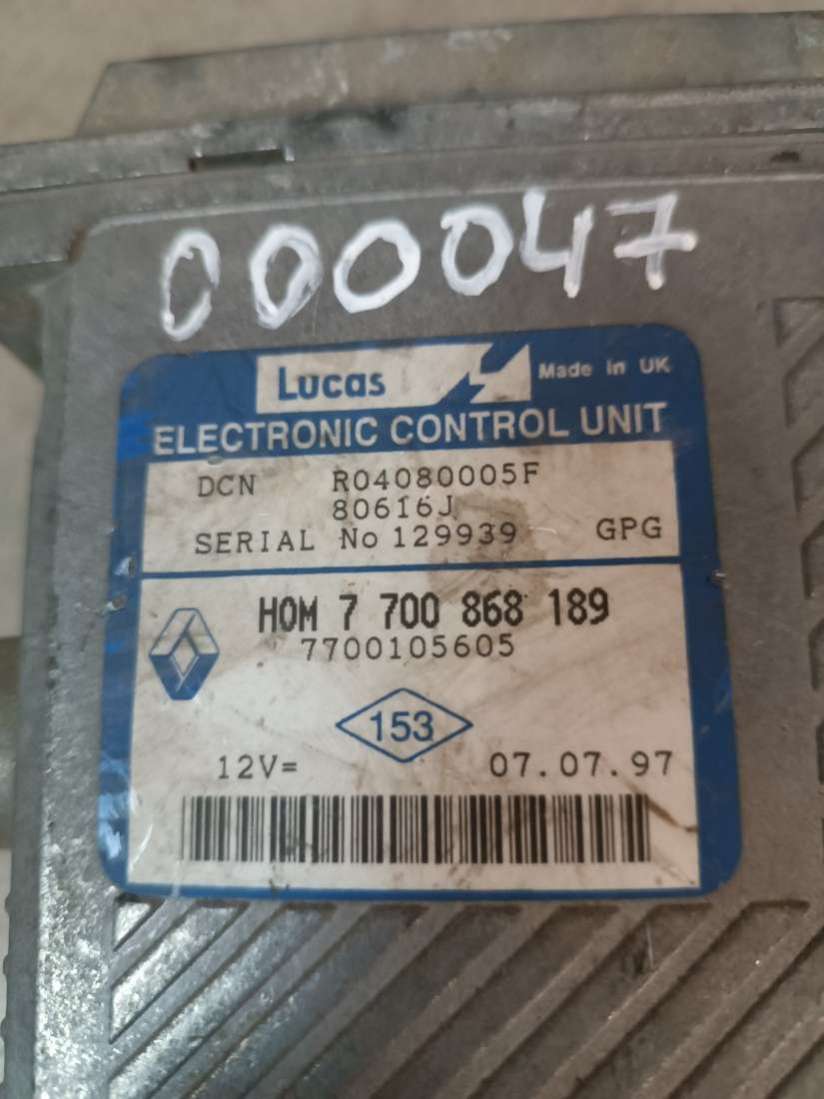 000047
Lucas Made in UK
ELECTRONIC CONTROL UNIT
DCN R04080005F
80616J
SERIAL No 129939 GPG
HOM 7 700 868 189
7700105605
153
12V= 07.07.97